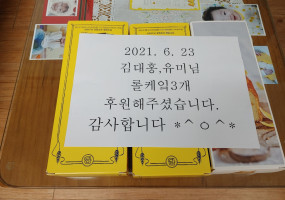 2021. 6. 23
김대홍,유미님
롤케익3개
후원해주셨습니다.
감사합니다 *^ㅇ^*